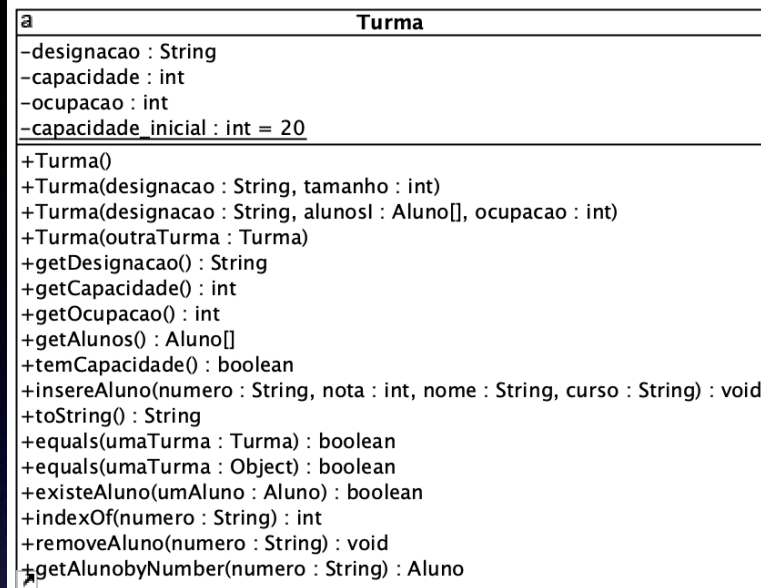 a
Turma
-designacao : String
-capacidade : int
-ocupacao : int
-capacidade_inicial : int = 20
+Turma()
+Turma(designacao : String, tamanho : int)
+Turma(designacao : String, alunosI : Aluno[], ocupacao : int)
+Turma(outraTurma : Turma)
+getDesignacao() : String
+getCapacidade() : int
+getOcupacao() : int
+getAlunos() : Aluno[]
+temCapacidade() : boolean
+insereAluno(numero : String, nota : int, nome : String, curso : String) : void
+toString() : String
+equals(umaTurma : Turma) : boolean
+equals(umaTurma : Object) : boolean
+existeAluno(umAluno : Aluno) : boolean
+indexOf(numero : String) : int
+removeAluno(numero : String) : void
+getAlunobyNumber(numero : String) : Aluno